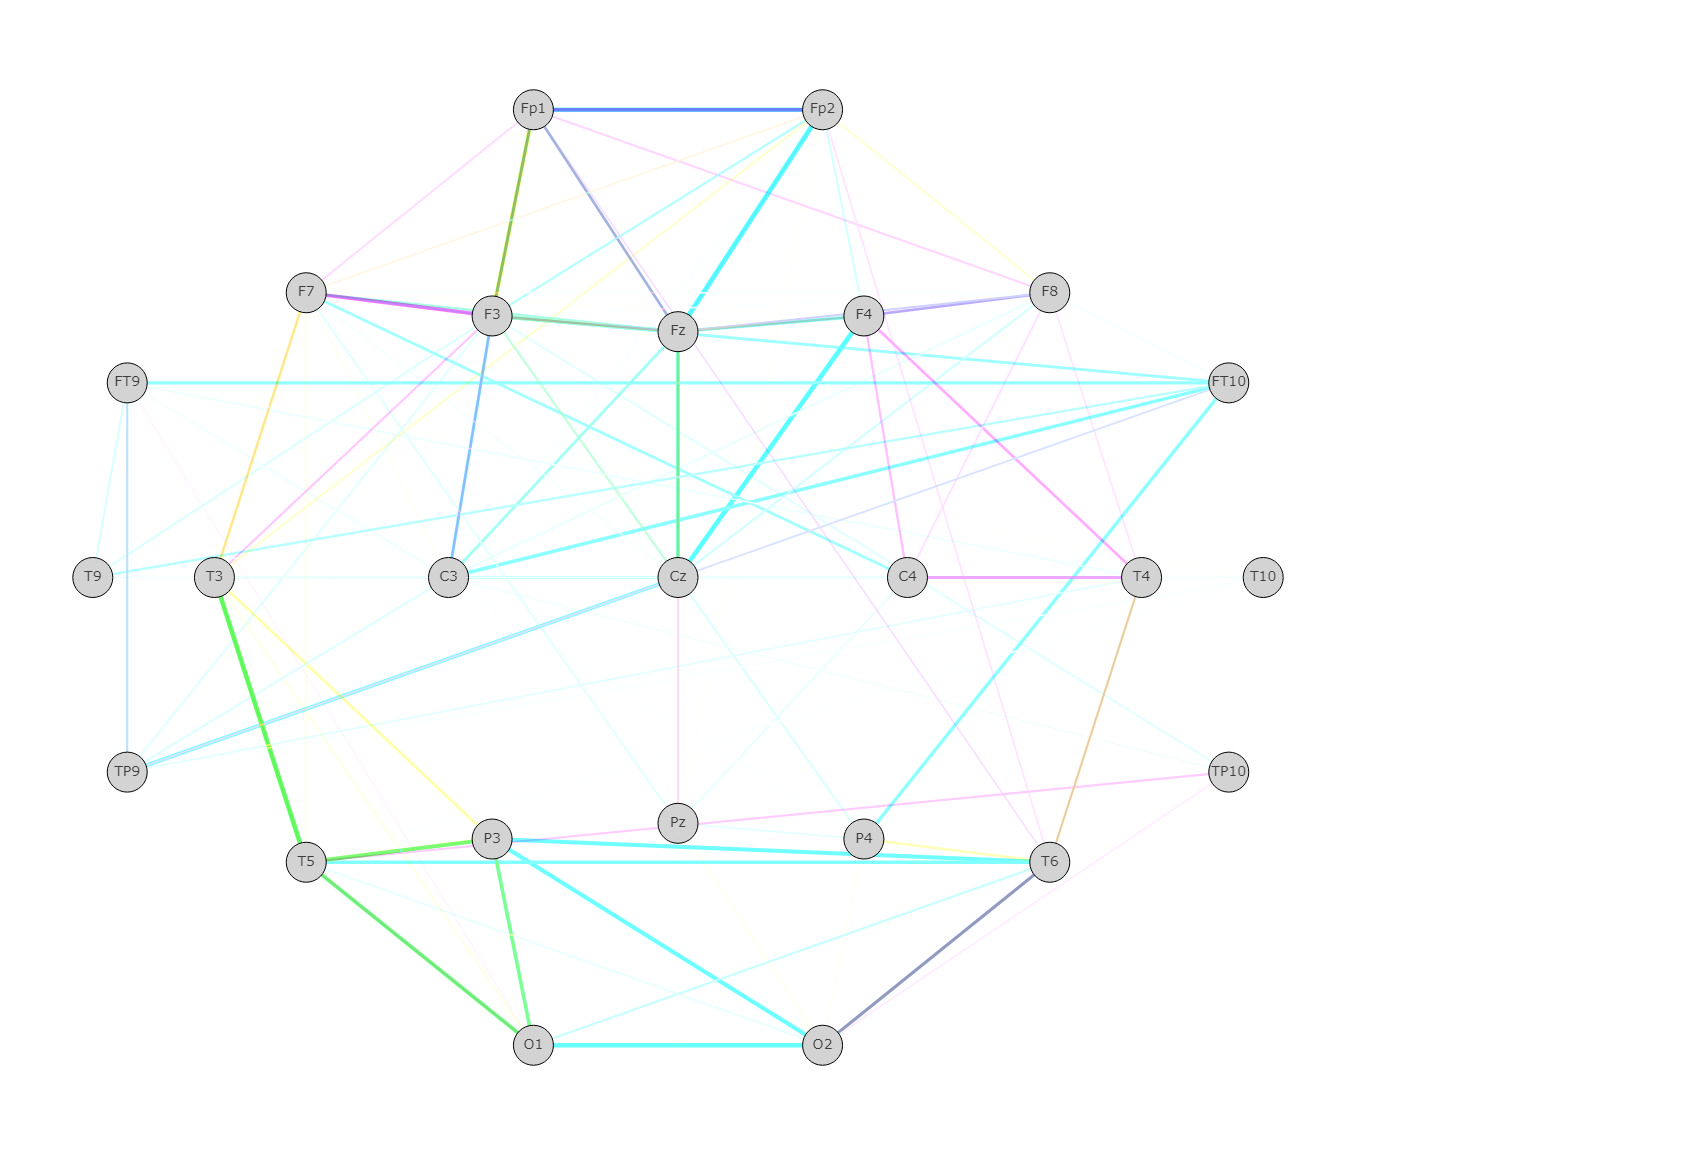 Fp1 Fp2
F7 F3 Fz F4 F8
FT9 FT10
T9 T3 C3 Cz C4 T4 T10
TP9 TP10
T5 P3 Pz P4 T6
O1 O2